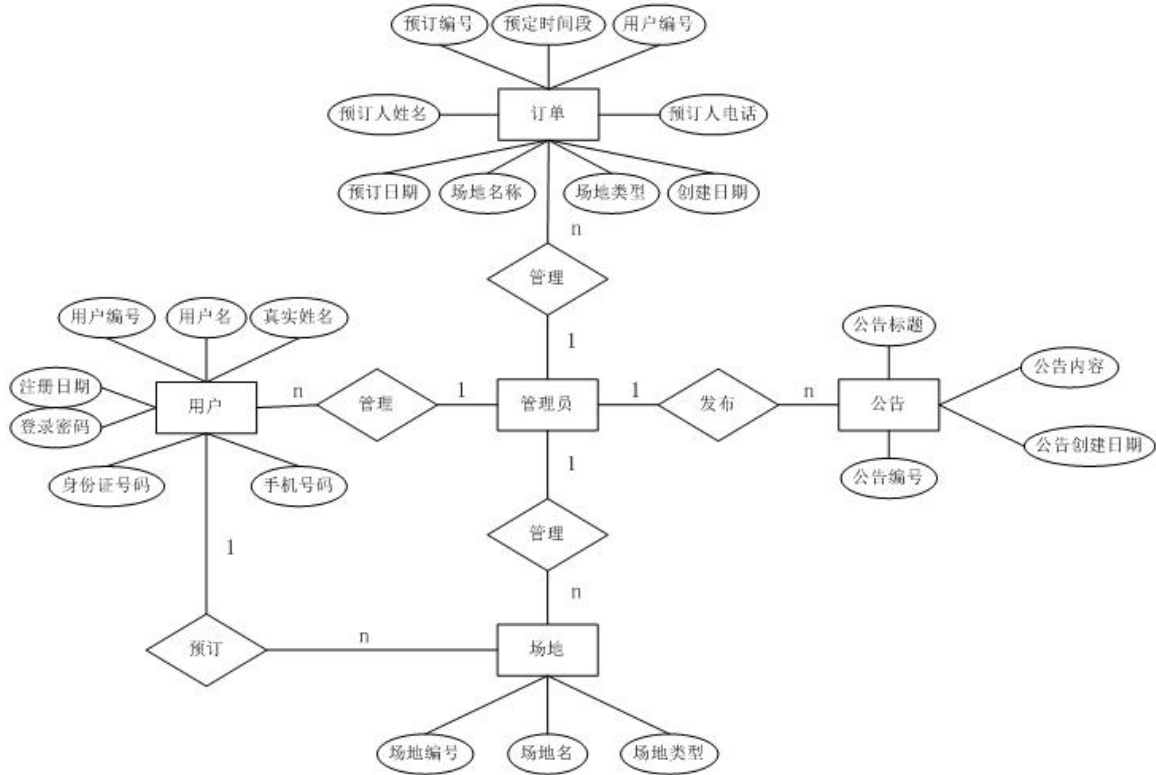 预订编号
预定时间段
用户编号
预订人姓名
订单
预订人电话
预订日期
场地名称
场地类型
创建日期
n
管理
1
用户编号
用户名
真实姓名
注册日期
登录密码
用户
n
管理
1
管理员
1
发布
n
公告
公告标题
公告内容
公告创建日期
公告编号
身份证号码
手机号码
1
管理
n
1
预订
n
场地
场地编号
场地名
场地类型